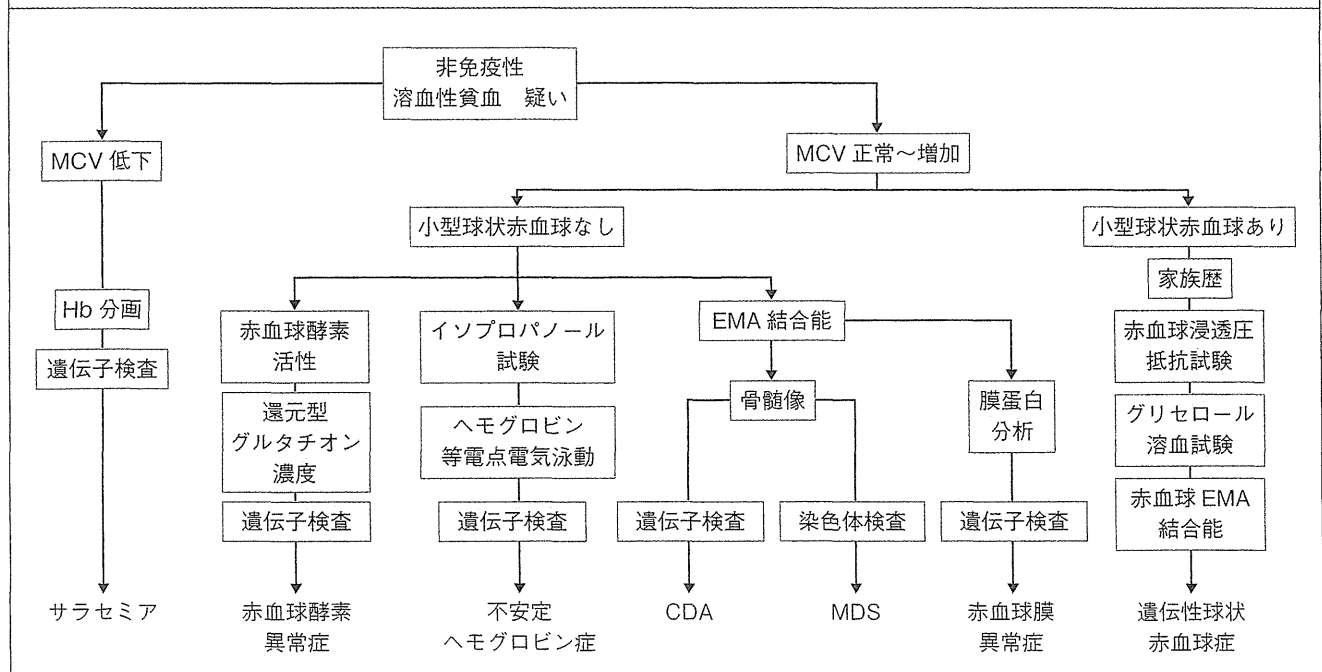 非免疫性
溶血性貧血　疑い
MCV 低下
MCV 正常～増加
小型球状赤血球なし
小型球状赤血球あり
家族歴
Hb 分画
遺伝子検査
赤血球酵素
活性
還元型
グルタチオン
濃度
遺伝子検査
イソプロパノール
試験
ヘモグロビン
等電点電気泳動
遺伝子検査
EMA 結合能
骨髄像
遺伝子検査
染色体検査
膜蛋白
分析
遺伝子検査
赤血球浸透圧
抵抗試験
グリセロール
溶血試験
赤血球 EMA
結合能
サラセミア
赤血球酵素
異常症
不安定
ヘモグロビン症
CDA
MDS
赤血球膜
異常症
遺伝性球状
赤血球症